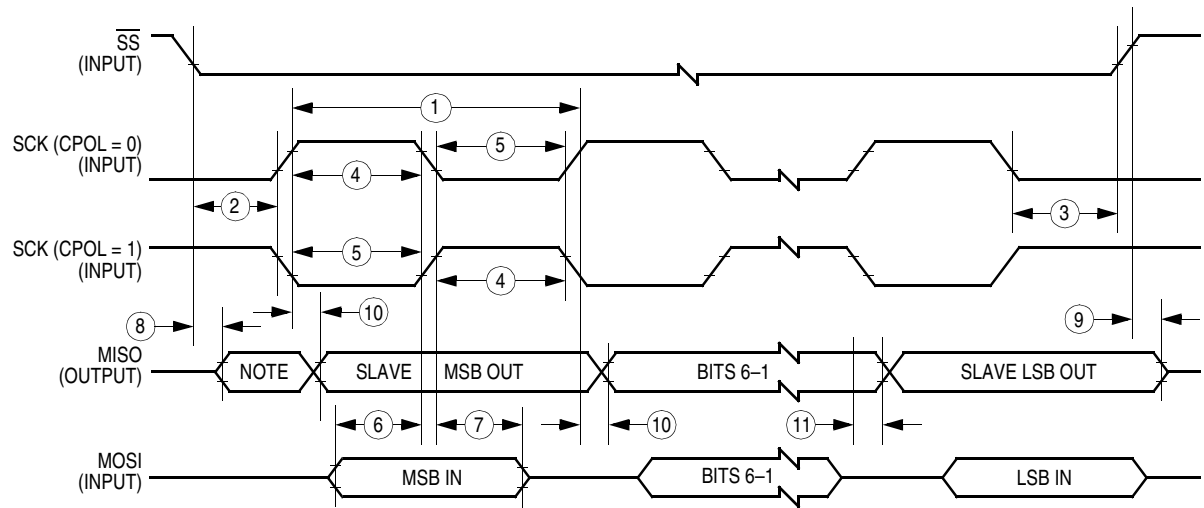 SS
(INPUT)
1
SCK (CPOL = 0)
(INPUT)
5
4
2
3
SCK (CPOL = 1)
(INPUT)
5
4
8
10
9
MISO
(OUTPUT)
NOTE
SLAVE
MSB OUT
BITS 6–1
SLAVE LSB OUT
6
7
10
11
MOSI
(INPUT)
MSB IN
BITS 6–1
LSB IN